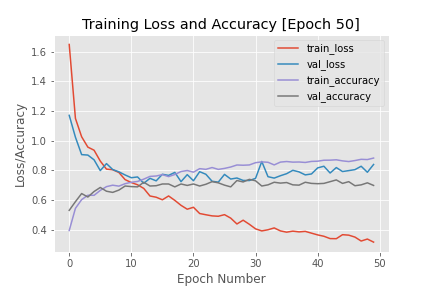 Training Loss and Accuracy [Epoch 50]
train_loss
val_loss
train_accuracy
val_accuracy
Loss/Accuracy
1.6
1.4
1.2
1.0
0.8
0.6
0.4
0
10
20
30
40
50
Epoch Number